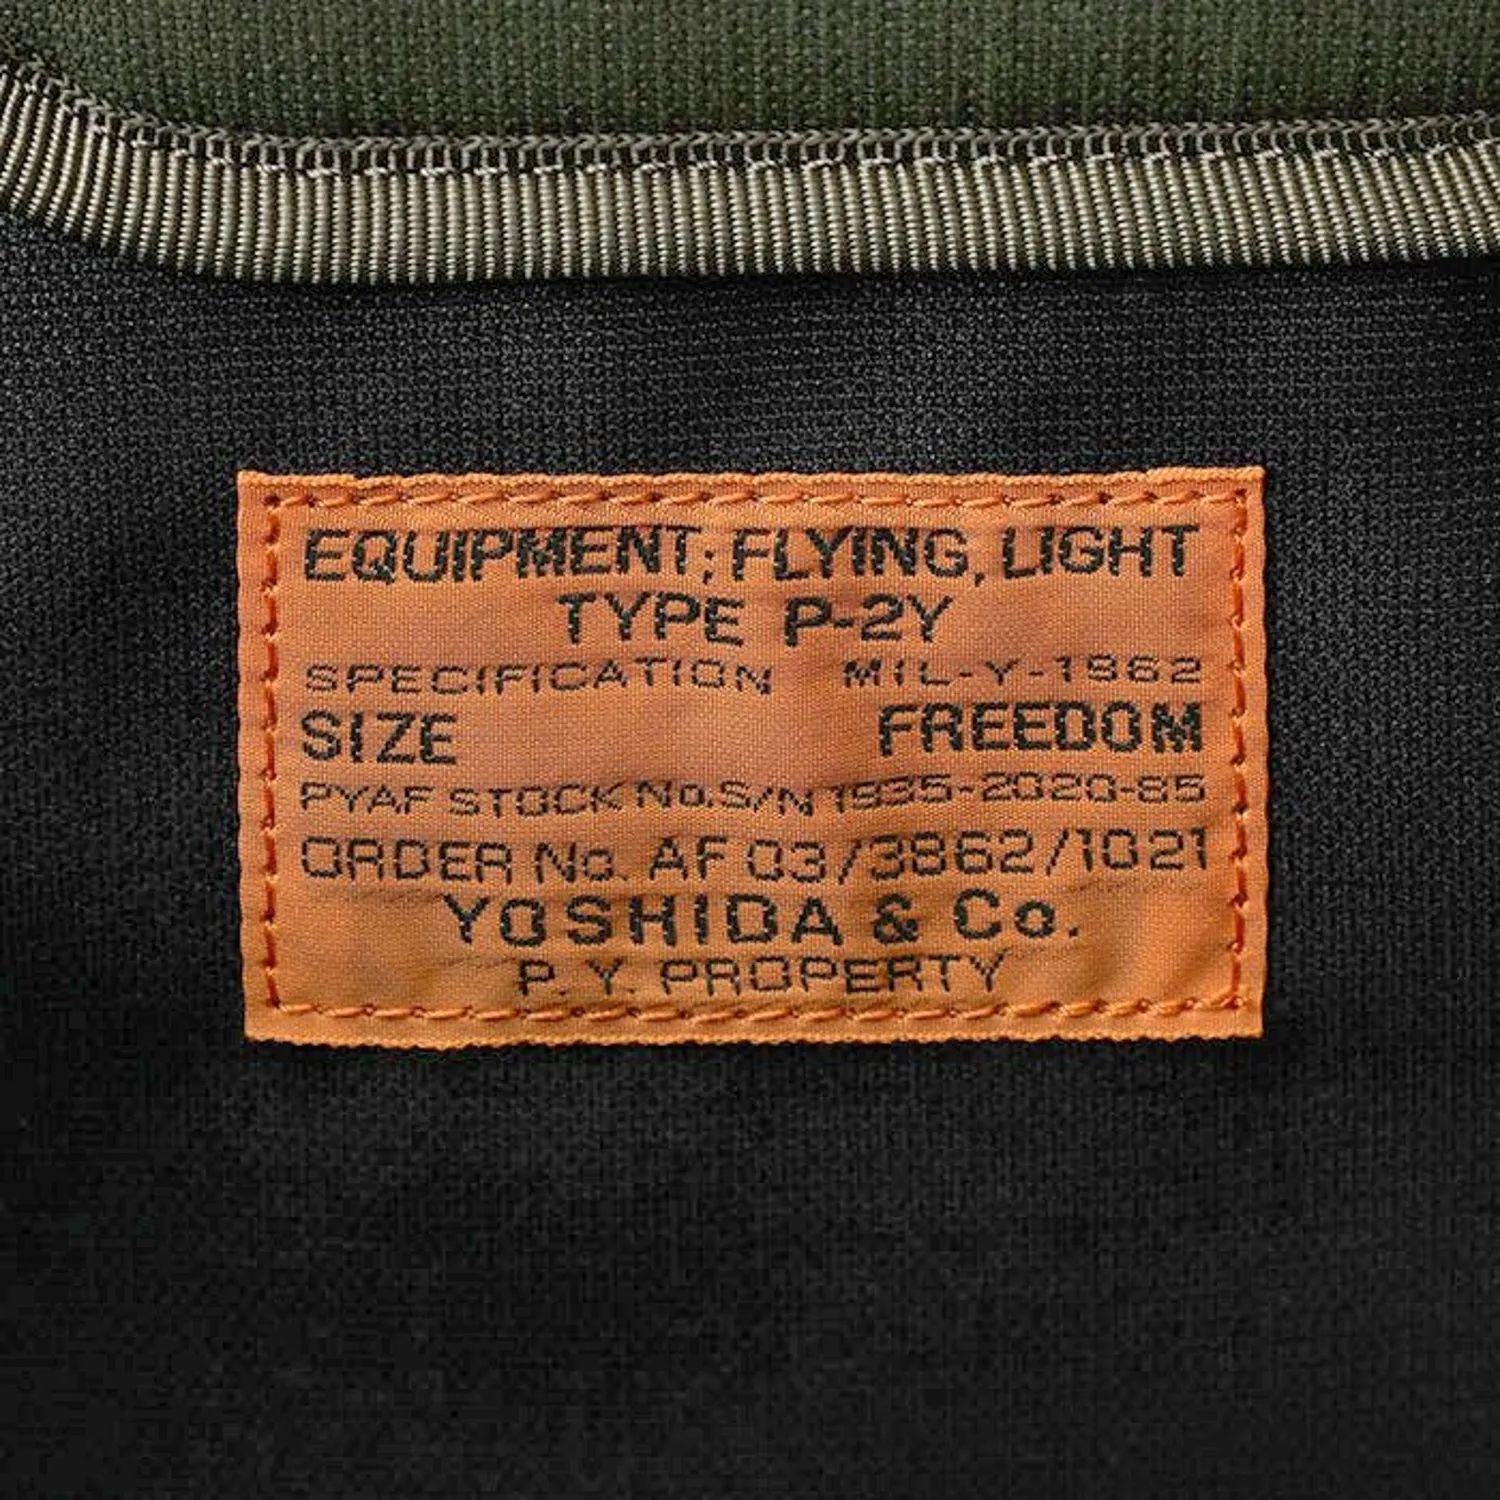 EQUIPMENT; FLYING, LIGHT
TYPE P-2Y
SPECIFICATION MIL-Y-1962
SIZE FREEDOM
PYAF STOCK No. S/N 1935-2020-85
ORDER No. AF 03/3862/1021
YOSHIDA & Co.
P. Y. PROPERTY